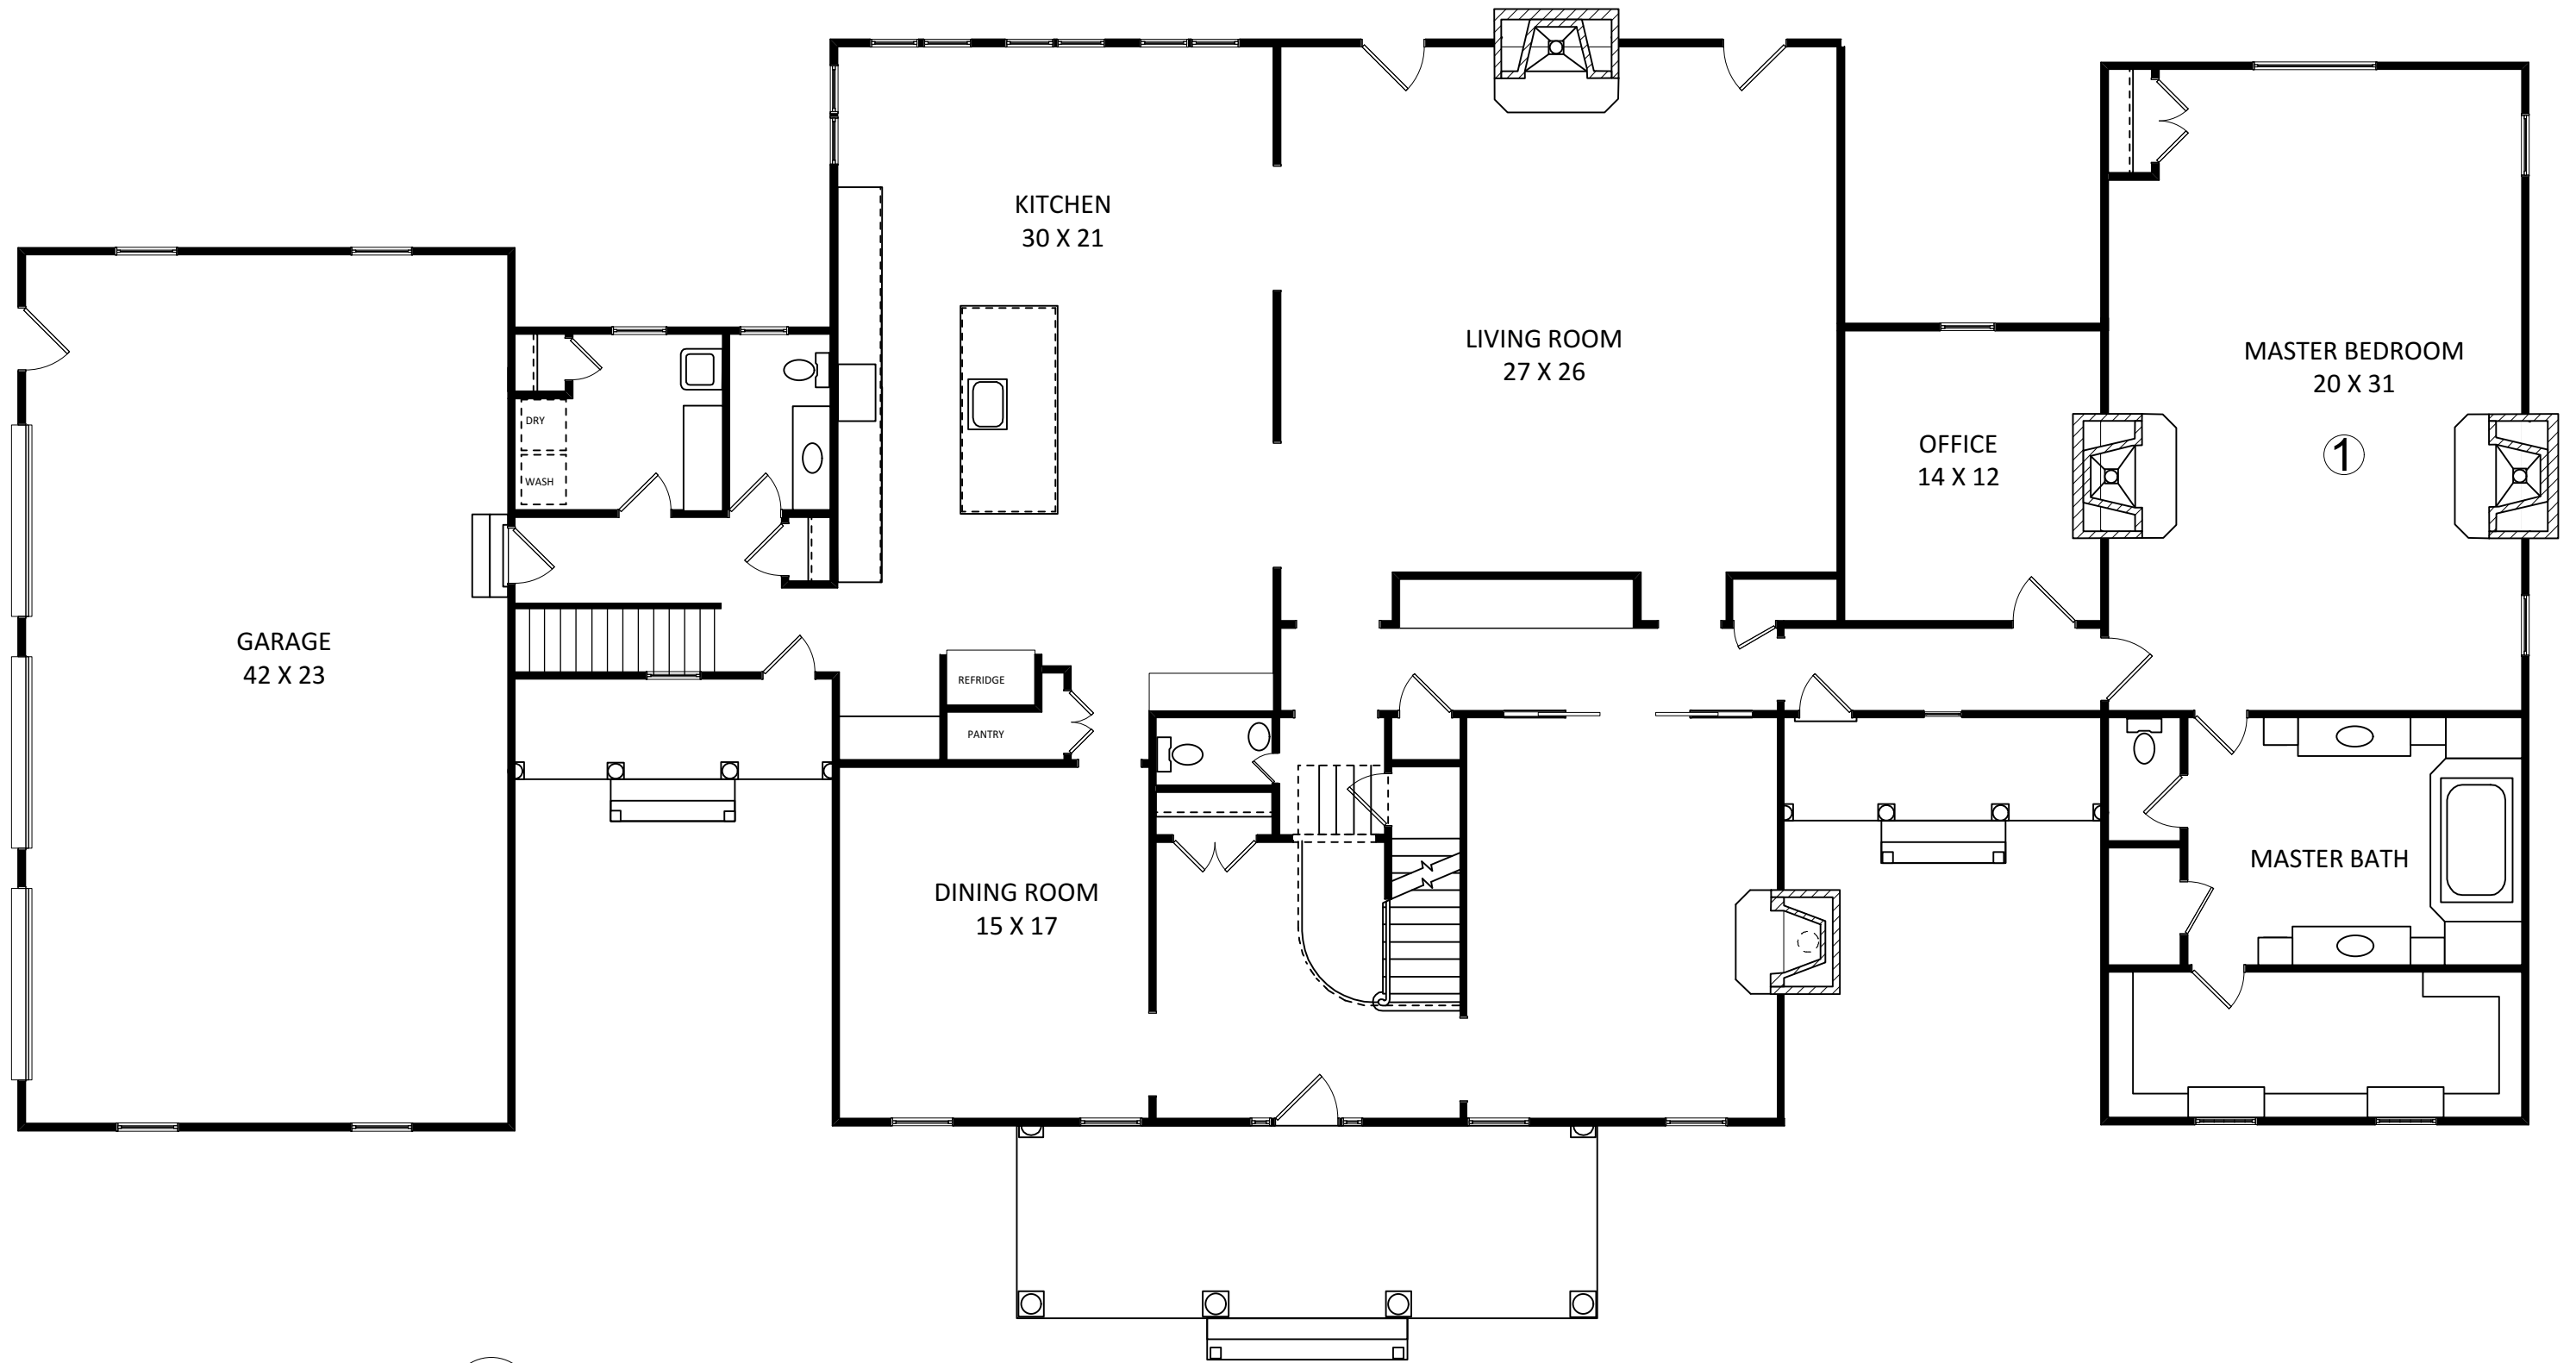 KITCHEN
30 X 21
LIVING ROOM
27 X 26
MASTER BEDROOM
20 X 31
1
OFFICE
14 X 12
DRY
WASH
GARAGE
42 X 23
REFRIDGE
PANTRY
DINING ROOM
15 X 17
MASTER BATH